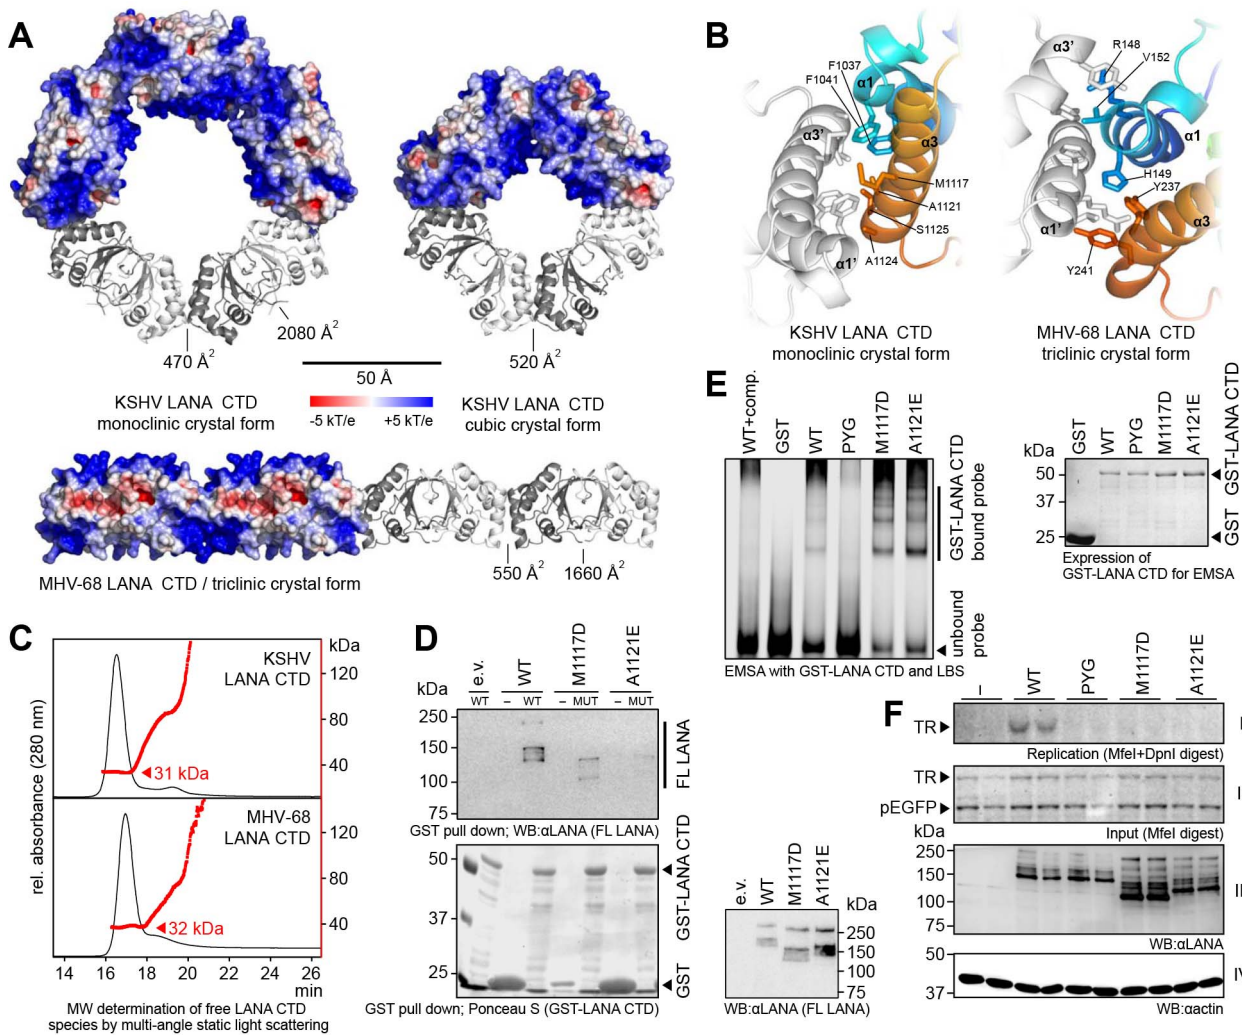 A
2080 Å²
470 Å²
520 Å²
50 Å
KSHV LANA CTD
monoclinic crystal form
-5 kT/e
+5 kT/e
KSHV LANA CTD
cubic crystal form
550 Å²
1660 Å²
MHV-68 LANA CTD / triclinic crystal form
B
F1037
F1041
α1
α3'
α3
M1117
A1121
S1125
A1124
α1'
KSHV LANA CTD
monoclinic crystal form
α3'
R148
V152
α1
H149
Y237
α3
α1'
Y241
MHV-68 LANA CTD
triclinic crystal form
C
rel. absorbance (280 nm)
kDa
KSHV
LANA CTD
120
80
40
31 kDa
MHV-68
LANA CTD
120
80
40
32 kDa
14 16 18 20 22 24 26
min
MW determination of free LANA CTD
species by multi-angle static light scattering
D
e.v.
WT
M1117D
A1121E
kDa
WT – WT – MUT – MUT
250
150
100
75
FL LANA
GST pull down; WB:αLANA (FL LANA)
50
37
25
GST-LANA CTD
GST
GST pull down; Ponceau S (GST-LANA CTD)
e.v.
WT
M1117D
A1121E
kDa
250
150
100
75
WB:αLANA (FL LANA)
E
WT+comp.
GST
WT
PYG
M1117D
A1121E
GST-LANA CTD
bound probe
unbound
probe
EMSA with GST-LANA CTD and LBS
GST
WT
PYG
M1117D
A1121E
kDa
50
37
25
GST-LANA CTD
GST
Expression of
GST-LANA CTD for EMSA
F
–
WT
PYG
M1117D
A1121E
TR
Replication (MfeI+DpnI digest)
TR
pEGFP
Input (MfeI digest)
kDa
250
150
100
75
WB:αLANA
50
37
WB:αactin